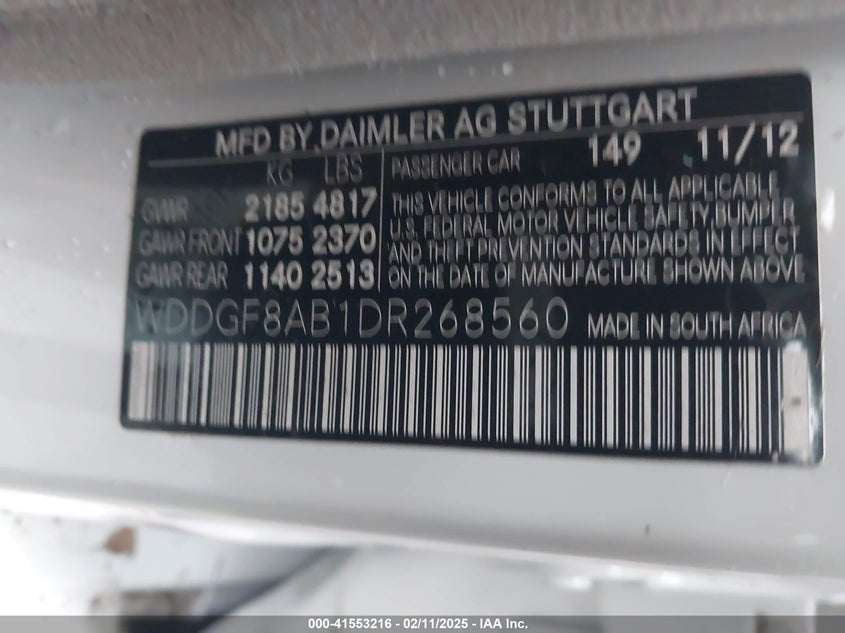 MFD BY DAIMLER AG STUTTGART
KG LBS
GVWR 2185 4817
GAWR FRONT 1075 2370
GAWR REAR 1140 2513
PASSENGER CAR 149 11/12
THIS VEHICLE CONFORMS TO ALL APPLICABLE
U.S. FEDERAL MOTOR VEHICLE SAFETY, BUMPER
AND THEFT PREVENTION STANDARDS IN EFFECT
ON THE DATE OF MANUFACTURE SHOWN ABOVE
WDDGF8AB1DR268560 MADE IN SOUTH AFRICA
000-41553216 - 02/11/2025 - IAA Inc.